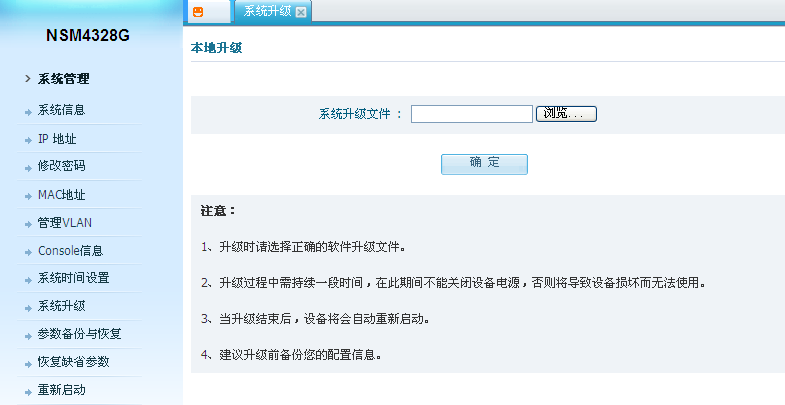 NSM4328G
系统管理
系统信息
IP 地址
修改密码
MAC地址
管理VLAN
Console信息
系统时间设置
系统升级
参数备份与恢复
恢复缺省参数
重新启动
系统升级
本地升级
系统升级文件 ： 浏览...
确 定
注意：
1、升级时请选择正确的软件升级文件。
2、升级过程中需持续一段时间，在此期间不能关闭设备电源，否则将导致设备损坏而无法使用。
3、当升级结束后，设备将会自动重新启动。
4、建议升级前备份您的配置信息。